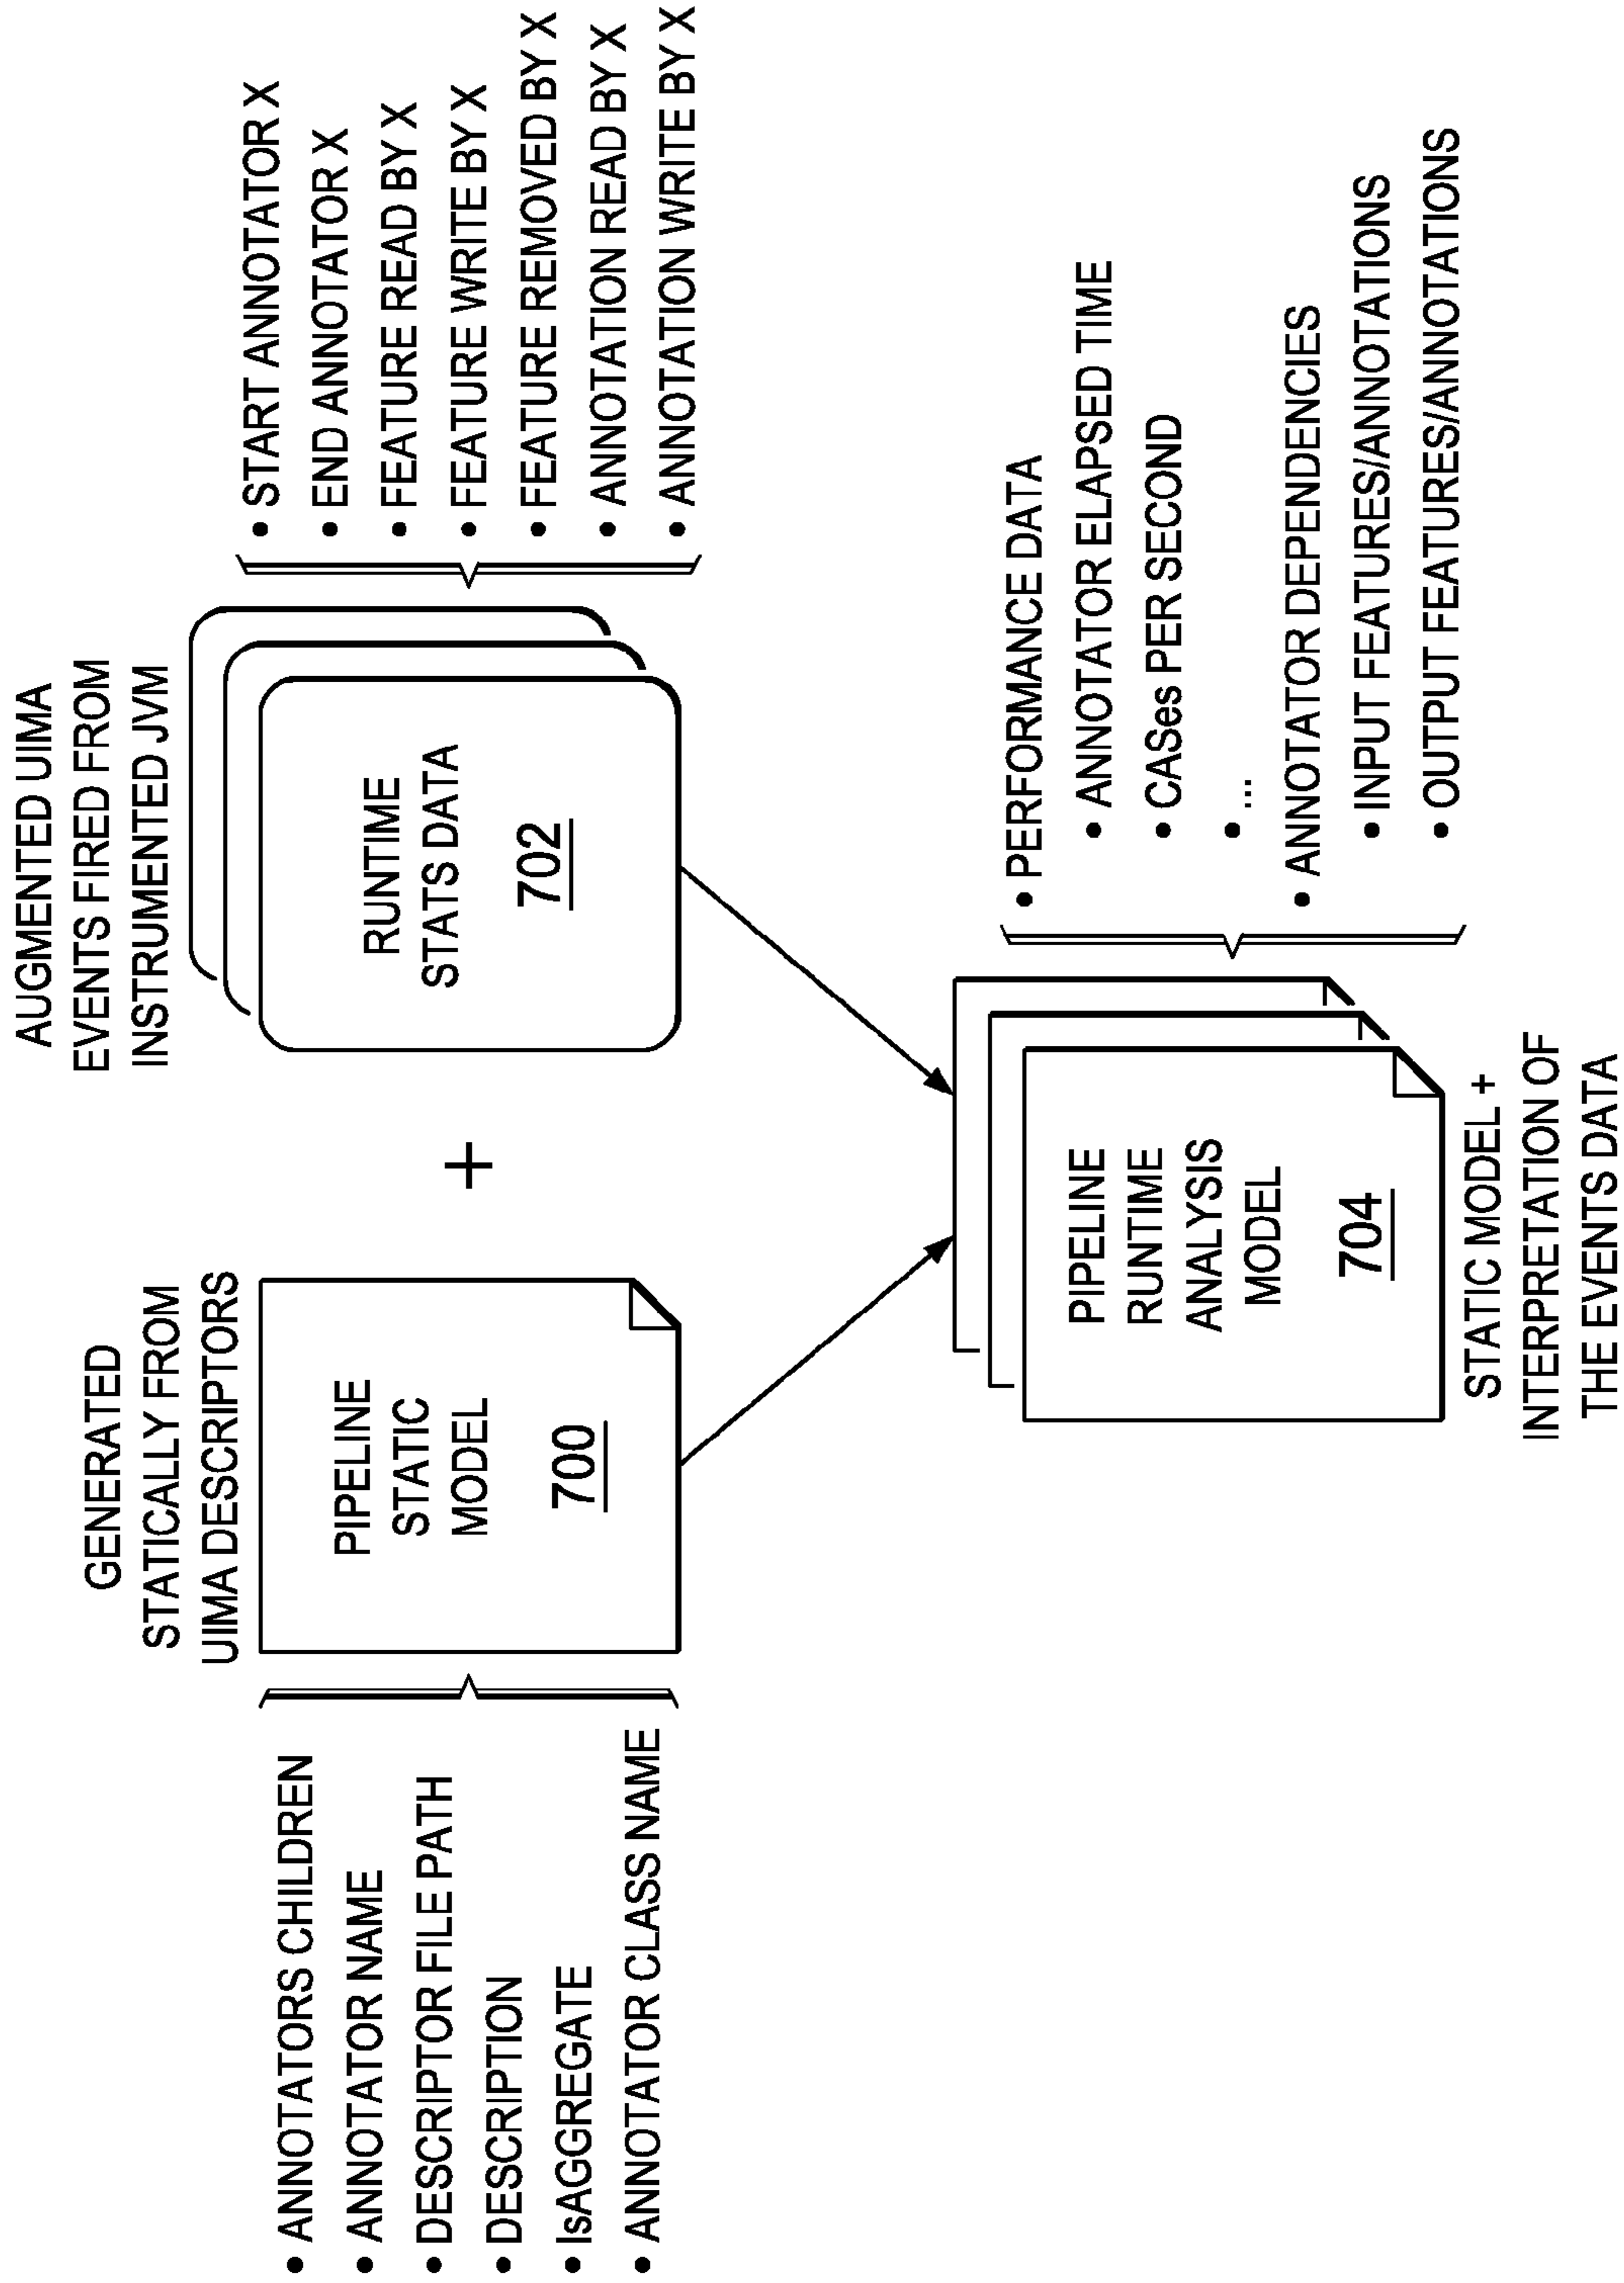 GENERATED
STATICALLY FROM
UIMA DESCRIPTORS
• ANNOTATORS CHILDREN
• ANNOTATOR NAME
• DESCRIPTOR FILE PATH
• DESCRIPTION
• IsAGGREGATE
• ANNOTATOR CLASS NAME
PIPELINE
STATIC
MODEL
700
+
AUGMENTED UIMA
EVENTS FIRED FROM
INSTRUMENTED JVM
RUNTIME
STATS DATA
702
• START ANNOTATOR X
• END ANNOTATOR X
• FEATURE READ BY X
• FEATURE WRITE BY X
• FEATURE REMOVED BY X
• ANNOTATION READ BY X
• ANNOTATION WRITE BY X
PIPELINE
RUNTIME
ANALYSIS
MODEL
704
STATIC MODEL +
INTERPRETATION OF
THE EVENTS DATA
• PERFORMANCE DATA
• ANNOTATOR ELAPSED TIME
• CASes PER SECOND
• ...
• ANNOTATOR DEPENDENCIES
• INPUT FEATURES/ANNOTATIONS
• OUTPUT FEATURES/ANNOTATIONS